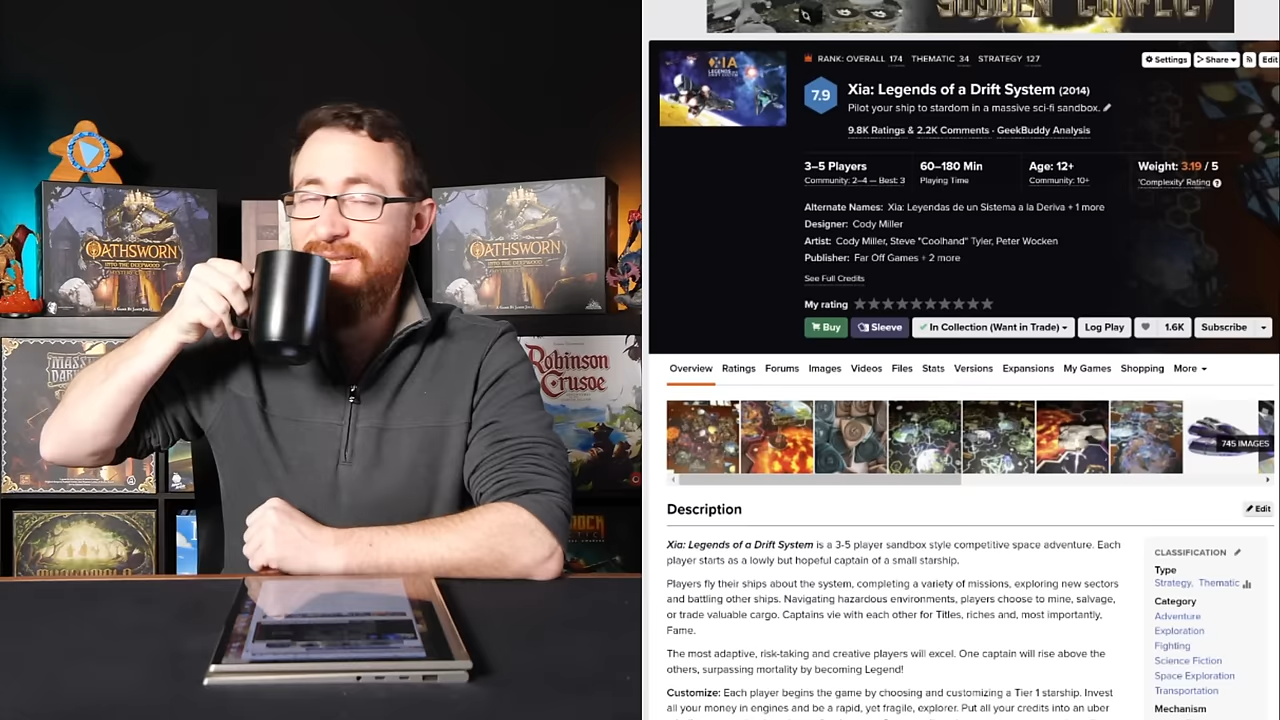 OATHSWORN
INTO THE DEEPWOOD
OATHSWORN
INTO THE DEEPWOOD
Robinson
Crusoe
SUDDEN CONFLICT
RANK: OVERALL 174 THEMATIC 34 STRATEGY 127
Settings
Share
Edit
XIA
LEGENDS OF A DRIFT SYSTEM
7.9
Xia: Legends of a Drift System (2014)
Pilot your ship to stardom in a massive sci-fi sandbox.
9.8K Ratings & 2.2K Comments · GeekBuddy Analysis
3–5 Players
60–180 Min
Age: 12+
Weight: 3.19 / 5
Community: 2–4 — Best: 3
Playing Time
Community: 10+
'Complexity' Rating
Alternate Names: Xia: Leyendas de un Sistema a la Deriva + 1 more
Designer: Cody Miller
Artist: Cody Miller, Steve "Coolhand" Tyler, Peter Wocken
Publisher: Far Off Games + 2 more
See Full Credits
My rating
Buy
Sleeve
In Collection (Want in Trade)
Log Play
1.6K
Subscribe
Overview Ratings Forums Images Videos Files Stats Versions Expansions My Games Shopping More
745 IMAGES
Description
Edit
Xia: Legends of a Drift System is a 3-5 player sandbox style competitive space adventure. Each
player starts as a lowly but hopeful captain of a small starship.
Players fly their ships about the system, completing a variety of missions, exploring new sectors
and battling other ships. Navigating hazardous environments, players choose to mine, salvage,
or trade valuable cargo. Captains vie with each other for Titles, riches and, most importantly,
Fame.
The most adaptive, risk-taking and creative players will excel. One captain will rise above the
others, surpassing mortality by becoming Legend!
Customize: Each player begins the game by choosing and customizing a Tier 1 starship. Invest
all your money in engines and be a rapid, yet fragile, explorer. Put all your credits into an uber
CLASSIFICATION
Type
Strategy, Thematic
Category
Adventure
Exploration
Fighting
Science Fiction
Space Exploration
Transportation
Mechanism